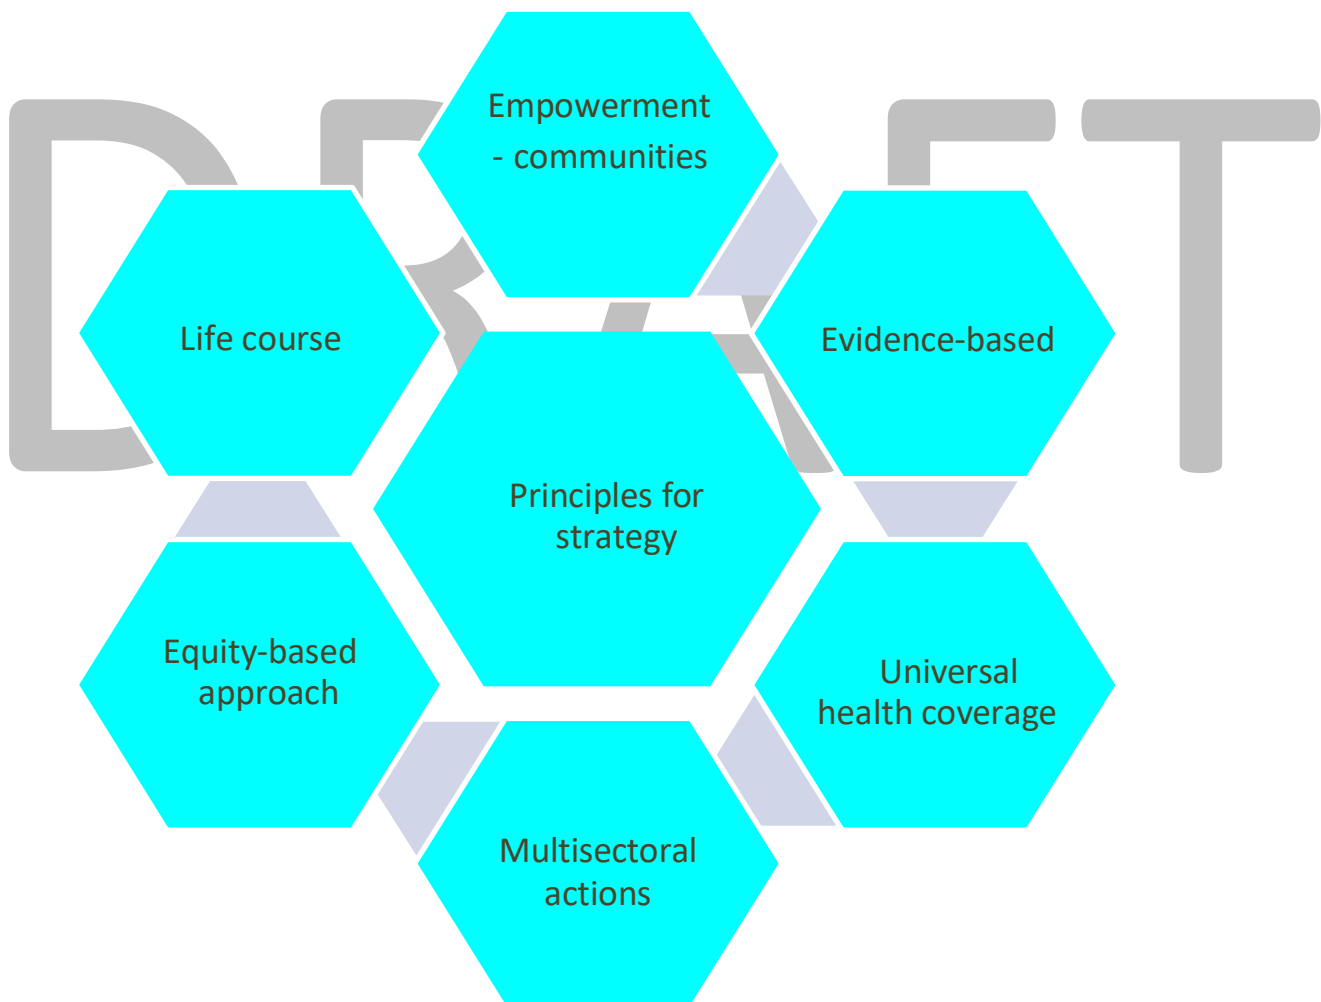 DRAFT
Empowerment
- communities
Life course
Evidence-based
Principles for
strategy
Equity-based
approach
Universal
health coverage
Multisectoral
actions